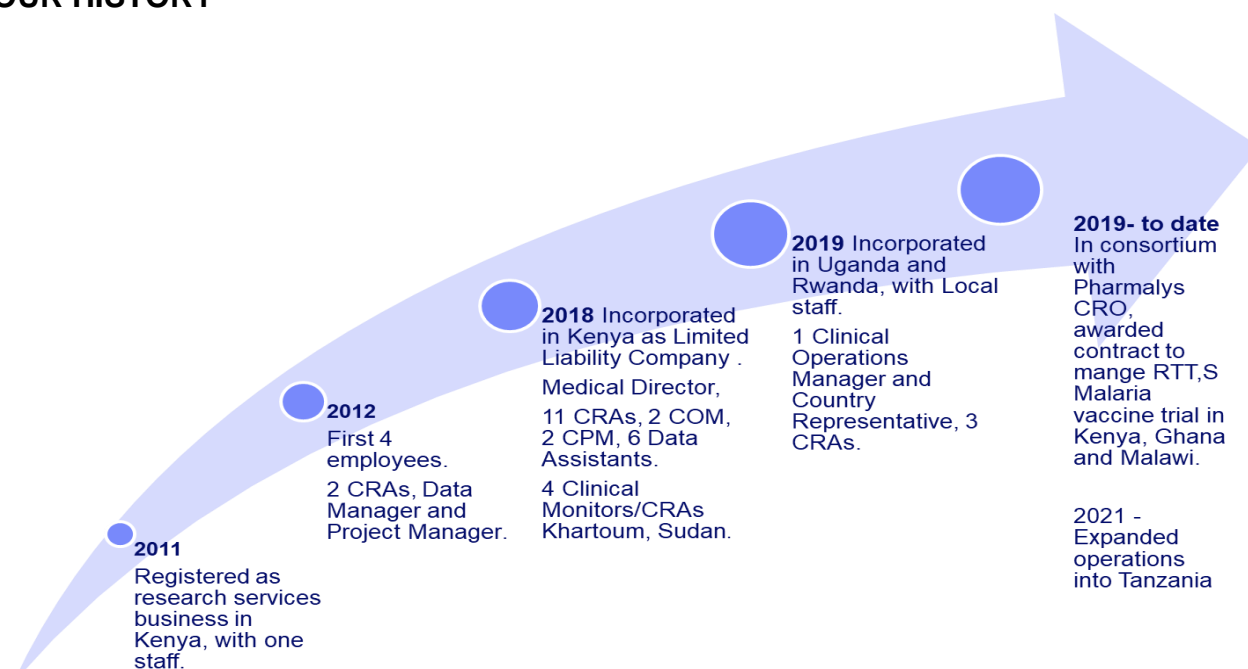 OUR HISTORY
2011
Registered as
research services
business in
Kenya, with one
staff.
2012
First 4
employees.
2 CRAs, Data
Manager and
Project Manager.
2018 Incorporated
in Kenya as Limited
Liability Company .
Medical Director,
11 CRAs, 2 COM,
2 CPM, 6 Data
Assistants.
4 Clinical
Monitors/CRAs
Khartoum, Sudan.
2019 Incorporated
in Uganda and
Rwanda, with Local
staff.
1 Clinical
Operations
Manager and
Country
Representative, 3
CRAs.
2019- to date
In consortium
with
Pharmalys
CRO,
awarded
contract to
mange RTT,S
Malaria
vaccine trial in
Kenya, Ghana
and Malawi.
2021 -
Expanded
operations
into Tanzania